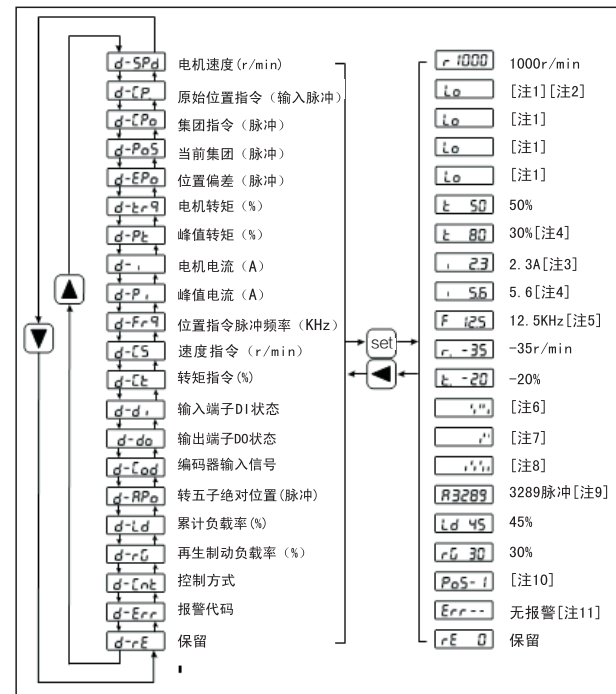 d-SPd 电机速度(r/min) r 1000 1000r/min
d-CP_ 原始位置指令（输入脉冲） Lo [注1][注2]
d-CPo 集团指令（脉冲） Lo [注1]
d-PoS 当前集团（脉冲） Lo [注1]
d-EPo 位置偏差（脉冲） Lo [注1]
d-trq 电机转矩（%） t 50 50%
d-Pt 峰值转矩（%） t 80 30%[注4]
d-i 电机电流（A） i 2.3 2.3A[注3]
d-Pi 峰值电流（A） i 5.6 5.6[注4]
d-Frq 位置指令脉冲频率（KHz） F 12.5 12.5KHz[注5]
d-CS 速度指令（r/min） set r. -35 -35r/min
d-Ct 转矩指令(%) t. -20 -20%
d-di 输入端子DI状态 [注6]
d-do 输出端子DO状态 [注7]
d-Cod 编码器输入信号 [注8]
d-APo 转五子绝对位置(脉冲) A3289 3289脉冲[注9]
d-Ld 累计负载率(%) Ld 45 45%
d-rG 再生制动负载率（%） rG 30 30%
d-Cnt 控制方式 PoS-1 [注10]
d-Err 报警代码 Err-- 无报警[注11]
d-rE 保留 rE 0 保留